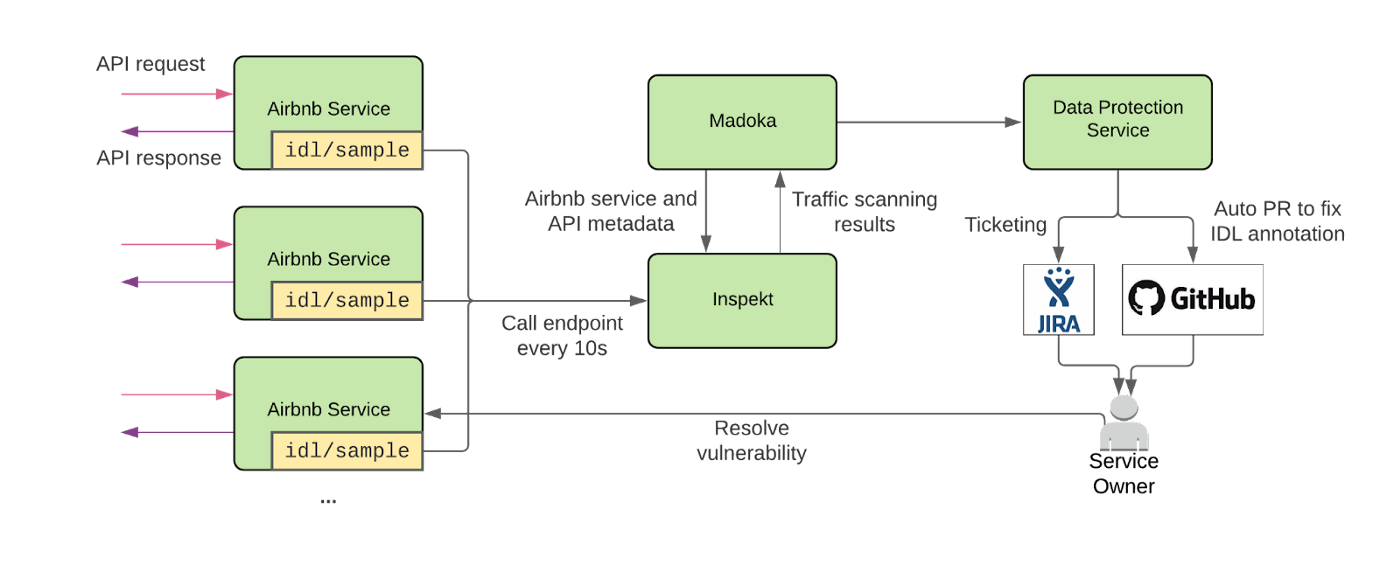 API request
Airbnb Service
idl/sample
API response
Airbnb Service
idl/sample
Airbnb Service
idl/sample
...
Call endpoint
every 10s
Madoka
Airbnb service and
API metadata
Traffic scanning
results
Inspekt
Data Protection
Service
Ticketing
Auto PR to fix
IDL annotation
JIRA
GitHub
Resolve
vulnerability
Service
Owner